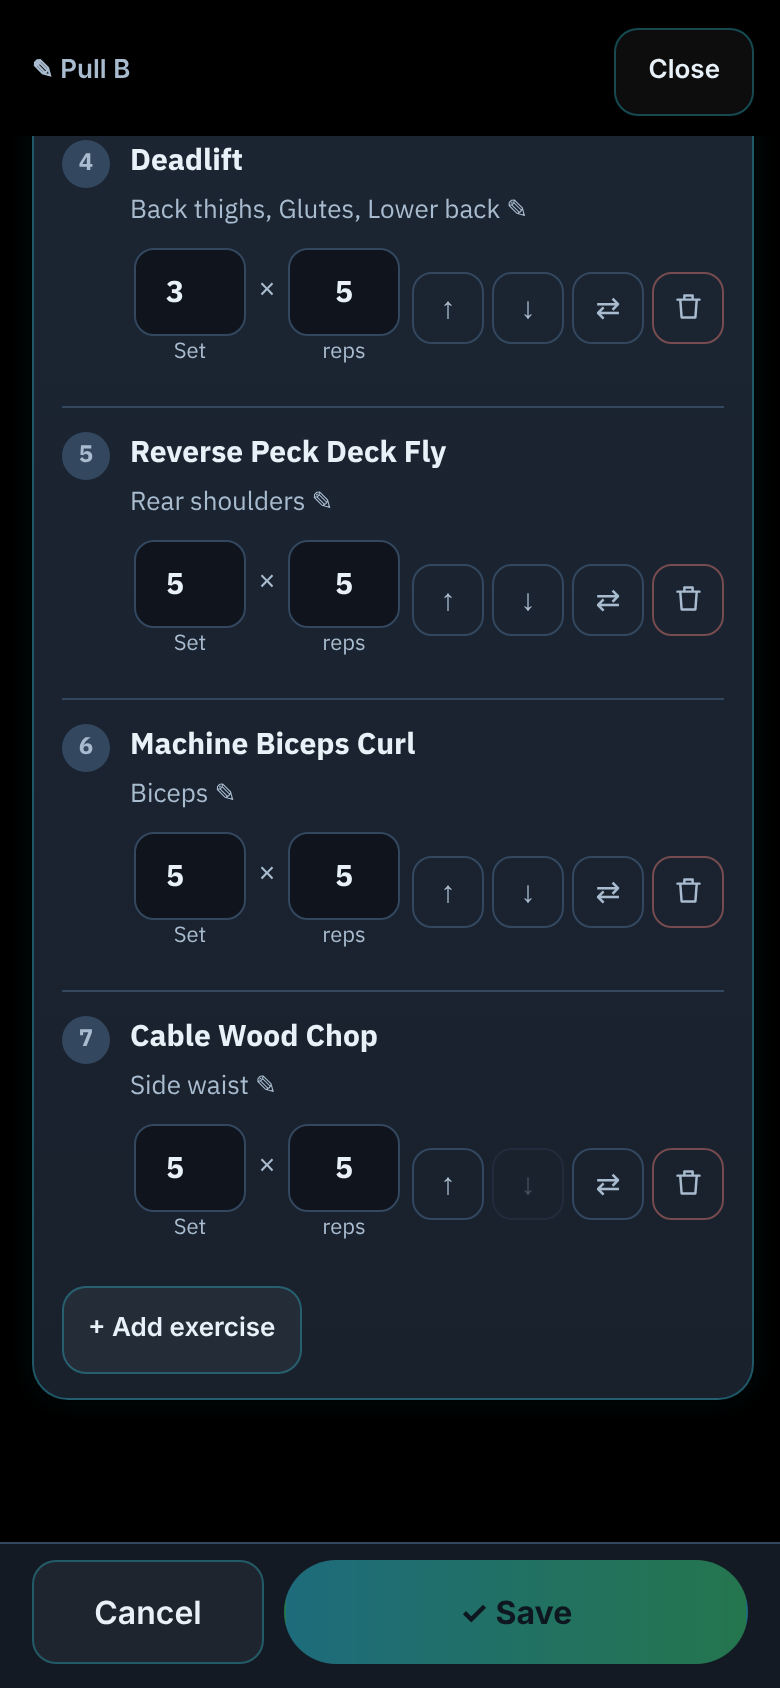 ✎ Pull B
Close
4
Deadlift
Back thighs, Glutes, Lower back ✎
3 × 5 ↑ ↓ ⇄
Set reps
5
Reverse Peck Deck Fly
Rear shoulders ✎
5 × 5 ↑ ↓ ⇄
Set reps
6
Machine Biceps Curl
Biceps ✎
5 × 5 ↑ ↓ ⇄
Set reps
7
Cable Wood Chop
Side waist ✎
5 × 5 ↑ ↓ ⇄
Set reps
+ Add exercise
Cancel
✓ Save